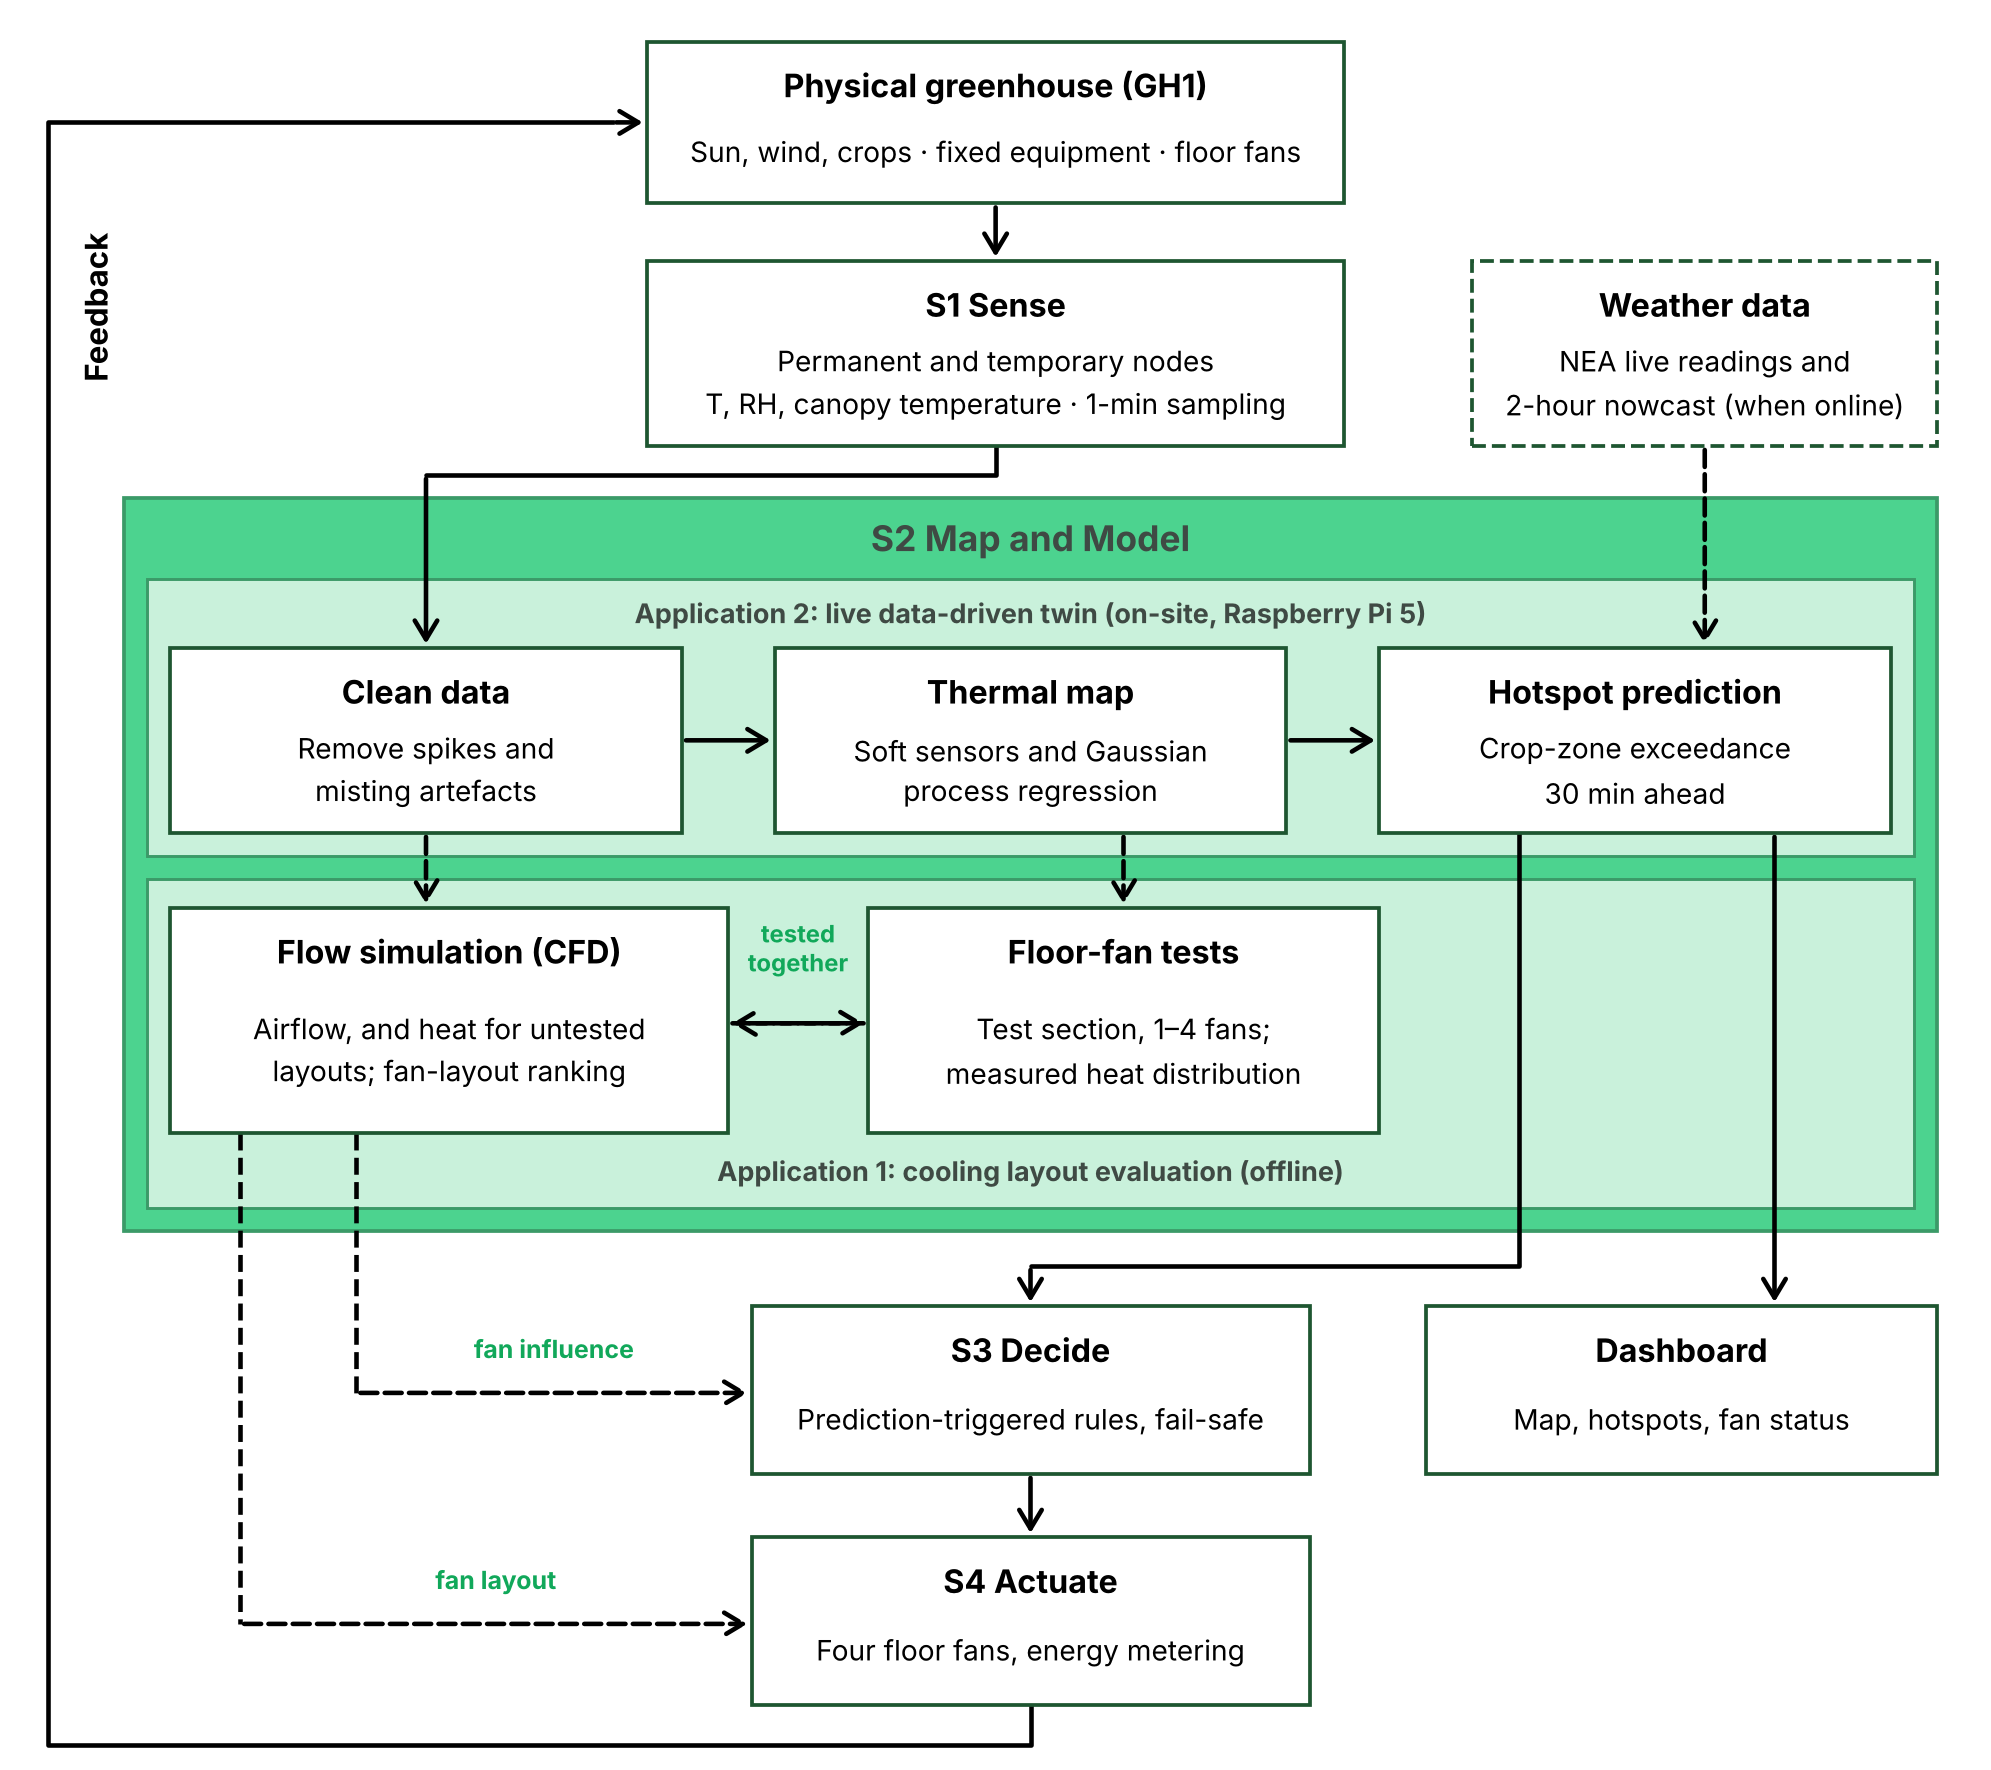 Physical greenhouse (GH1)
Sun, wind, crops · fixed equipment · floor fans
Feedback
S1 Sense
Permanent and temporary nodes
T, RH, canopy temperature · 1-min sampling
Weather data
NEA live readings and
2-hour nowcast (when online)
S2 Map and Model
Application 2: live data-driven twin (on-site, Raspberry Pi 5)
Clean data
Remove spikes and
misting artefacts
Thermal map
Soft sensors and Gaussian
process regression
Hotspot prediction
Crop-zone exceedance
30 min ahead
Flow simulation (CFD)
Airflow, and heat for untested
layouts; fan-layout ranking
tested
together
Floor-fan tests
Test section, 1–4 fans;
measured heat distribution
Application 1: cooling layout evaluation (offline)
fan influence
S3 Decide
Prediction-triggered rules, fail-safe
Dashboard
Map, hotspots, fan status
fan layout
S4 Actuate
Four floor fans, energy metering